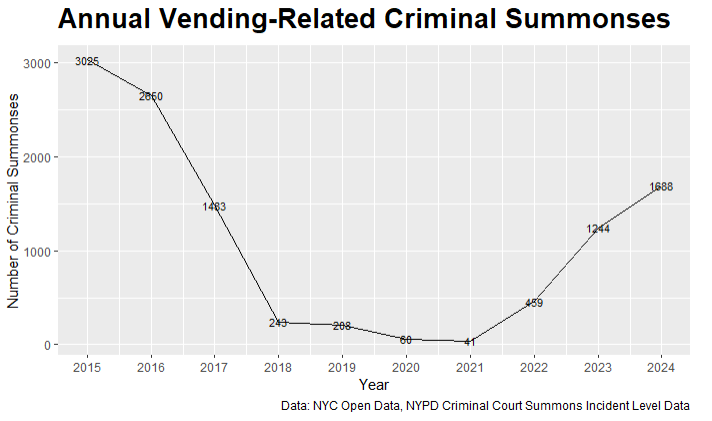 Annual Vending-Related Criminal Summonses
Number of Criminal Summonses
3000
2000
1000
0
3025
2650
1483
243
208
60
41
459
1244
1688
2015 2016 2017 2018 2019 2020 2021 2022 2023 2024
Year
Data: NYC Open Data, NYPD Criminal Court Summons Incident Level Data